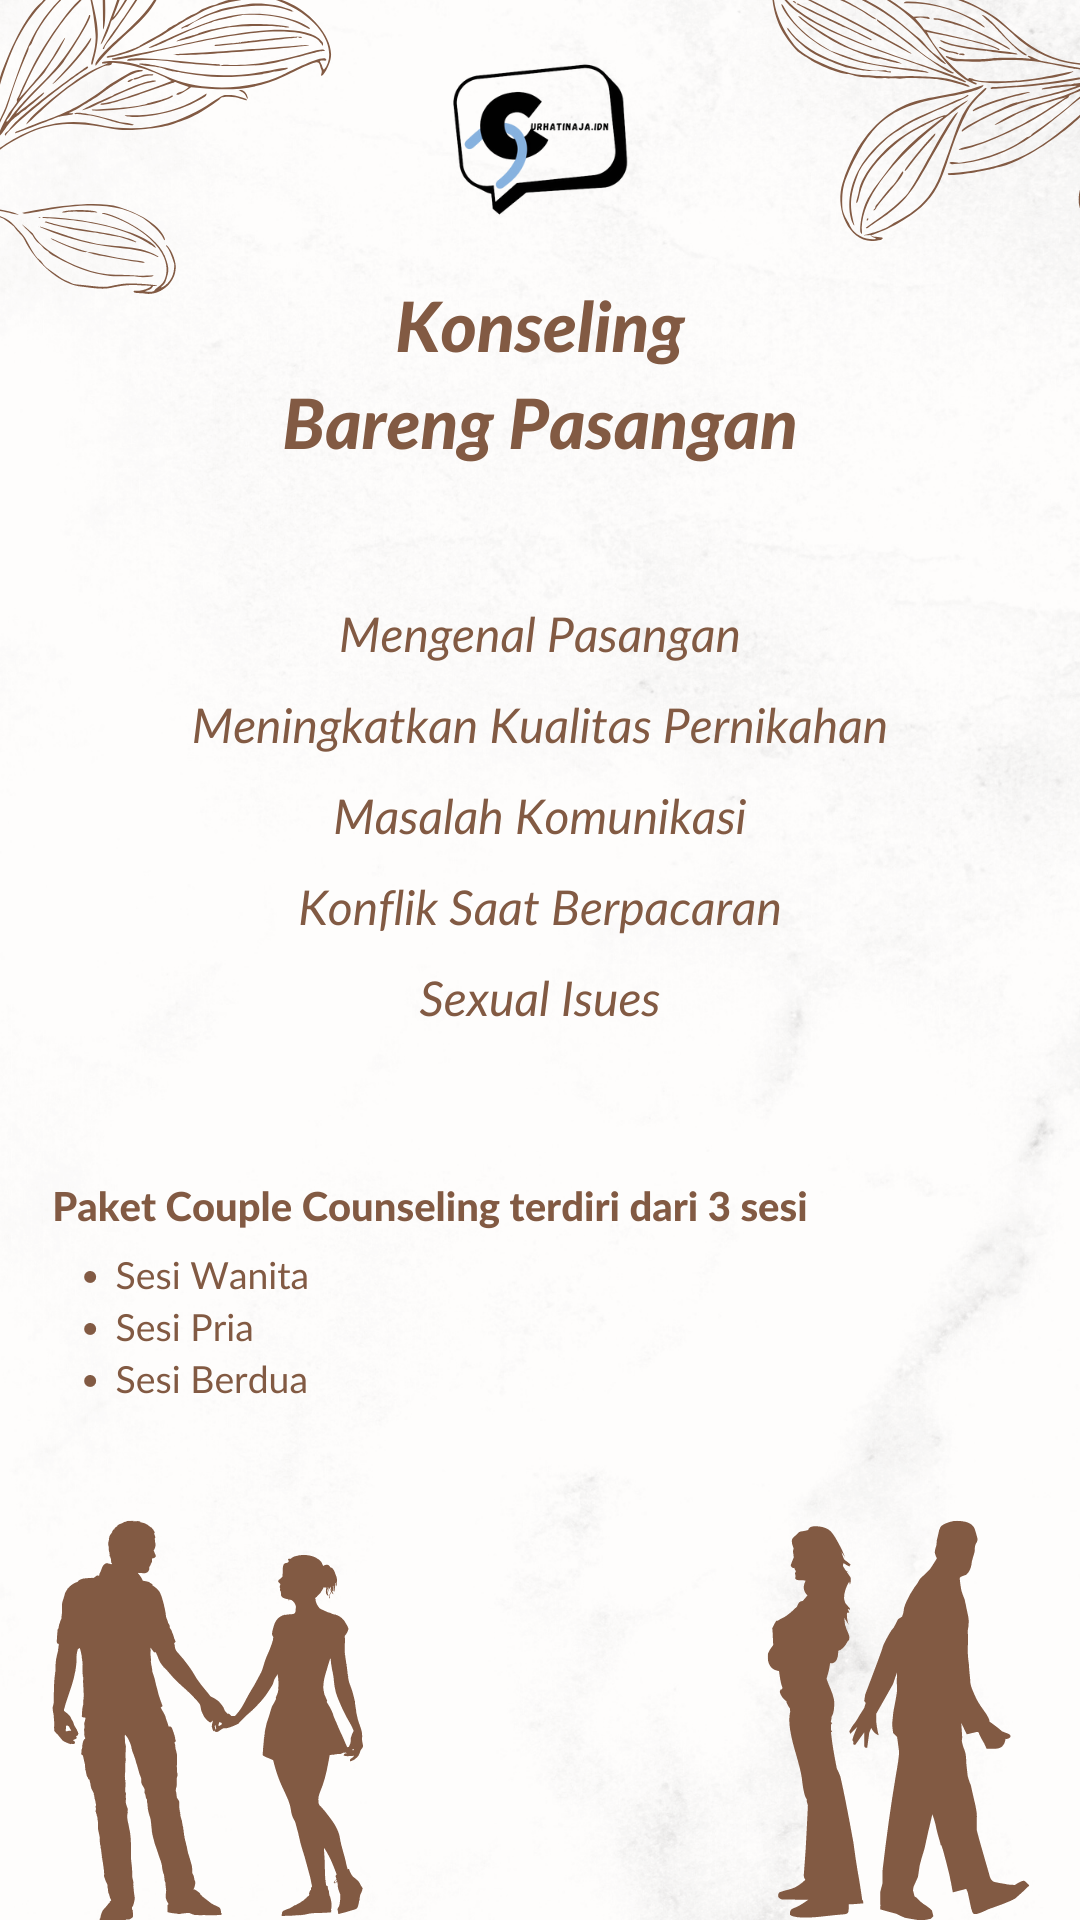 CURHATINAJA.IDN
Konseling
Bareng Pasangan
Mengenal Pasangan
Meningkatkan Kualitas Pernikahan
Masalah Komunikasi
Konflik Saat Berpacaran
Sexual Isues
Paket Couple Counseling terdiri dari 3 sesi
• Sesi Wanita
• Sesi Pria
• Sesi Berdua